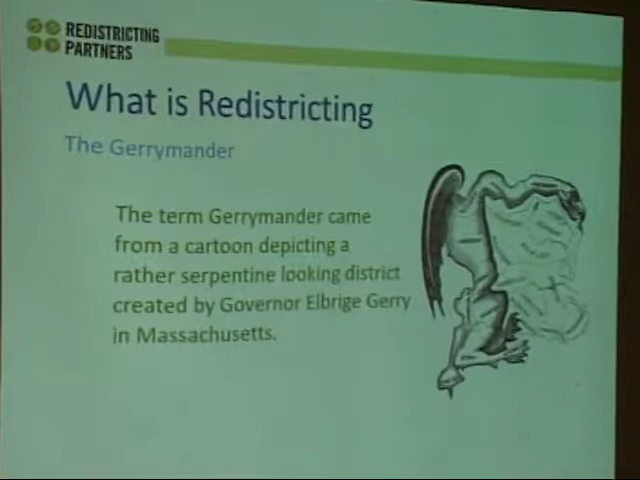 REDISTRICTING
PARTNERS
What is Redistricting
The Gerrymander
The term Gerrymander came
from a cartoon depicting a
rather serpentine looking district
created by Governor Elbrige Gerry
in Massachusetts.